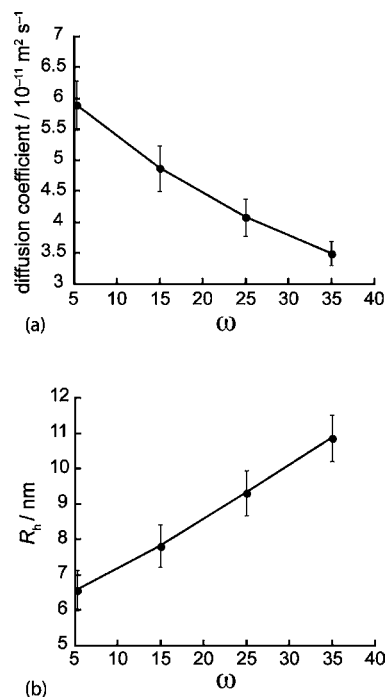 7
6.5
6
5.5
5
4.5
4
3.5
3
diffusion coefficient / 10⁻¹¹ m² s⁻¹
5 10 15 20 25 30 35 40
(a)
ω
12
11
10
9
8
7
6
5
Rₕ / nm
5 10 15 20 25 30 35 40
(b)
ω